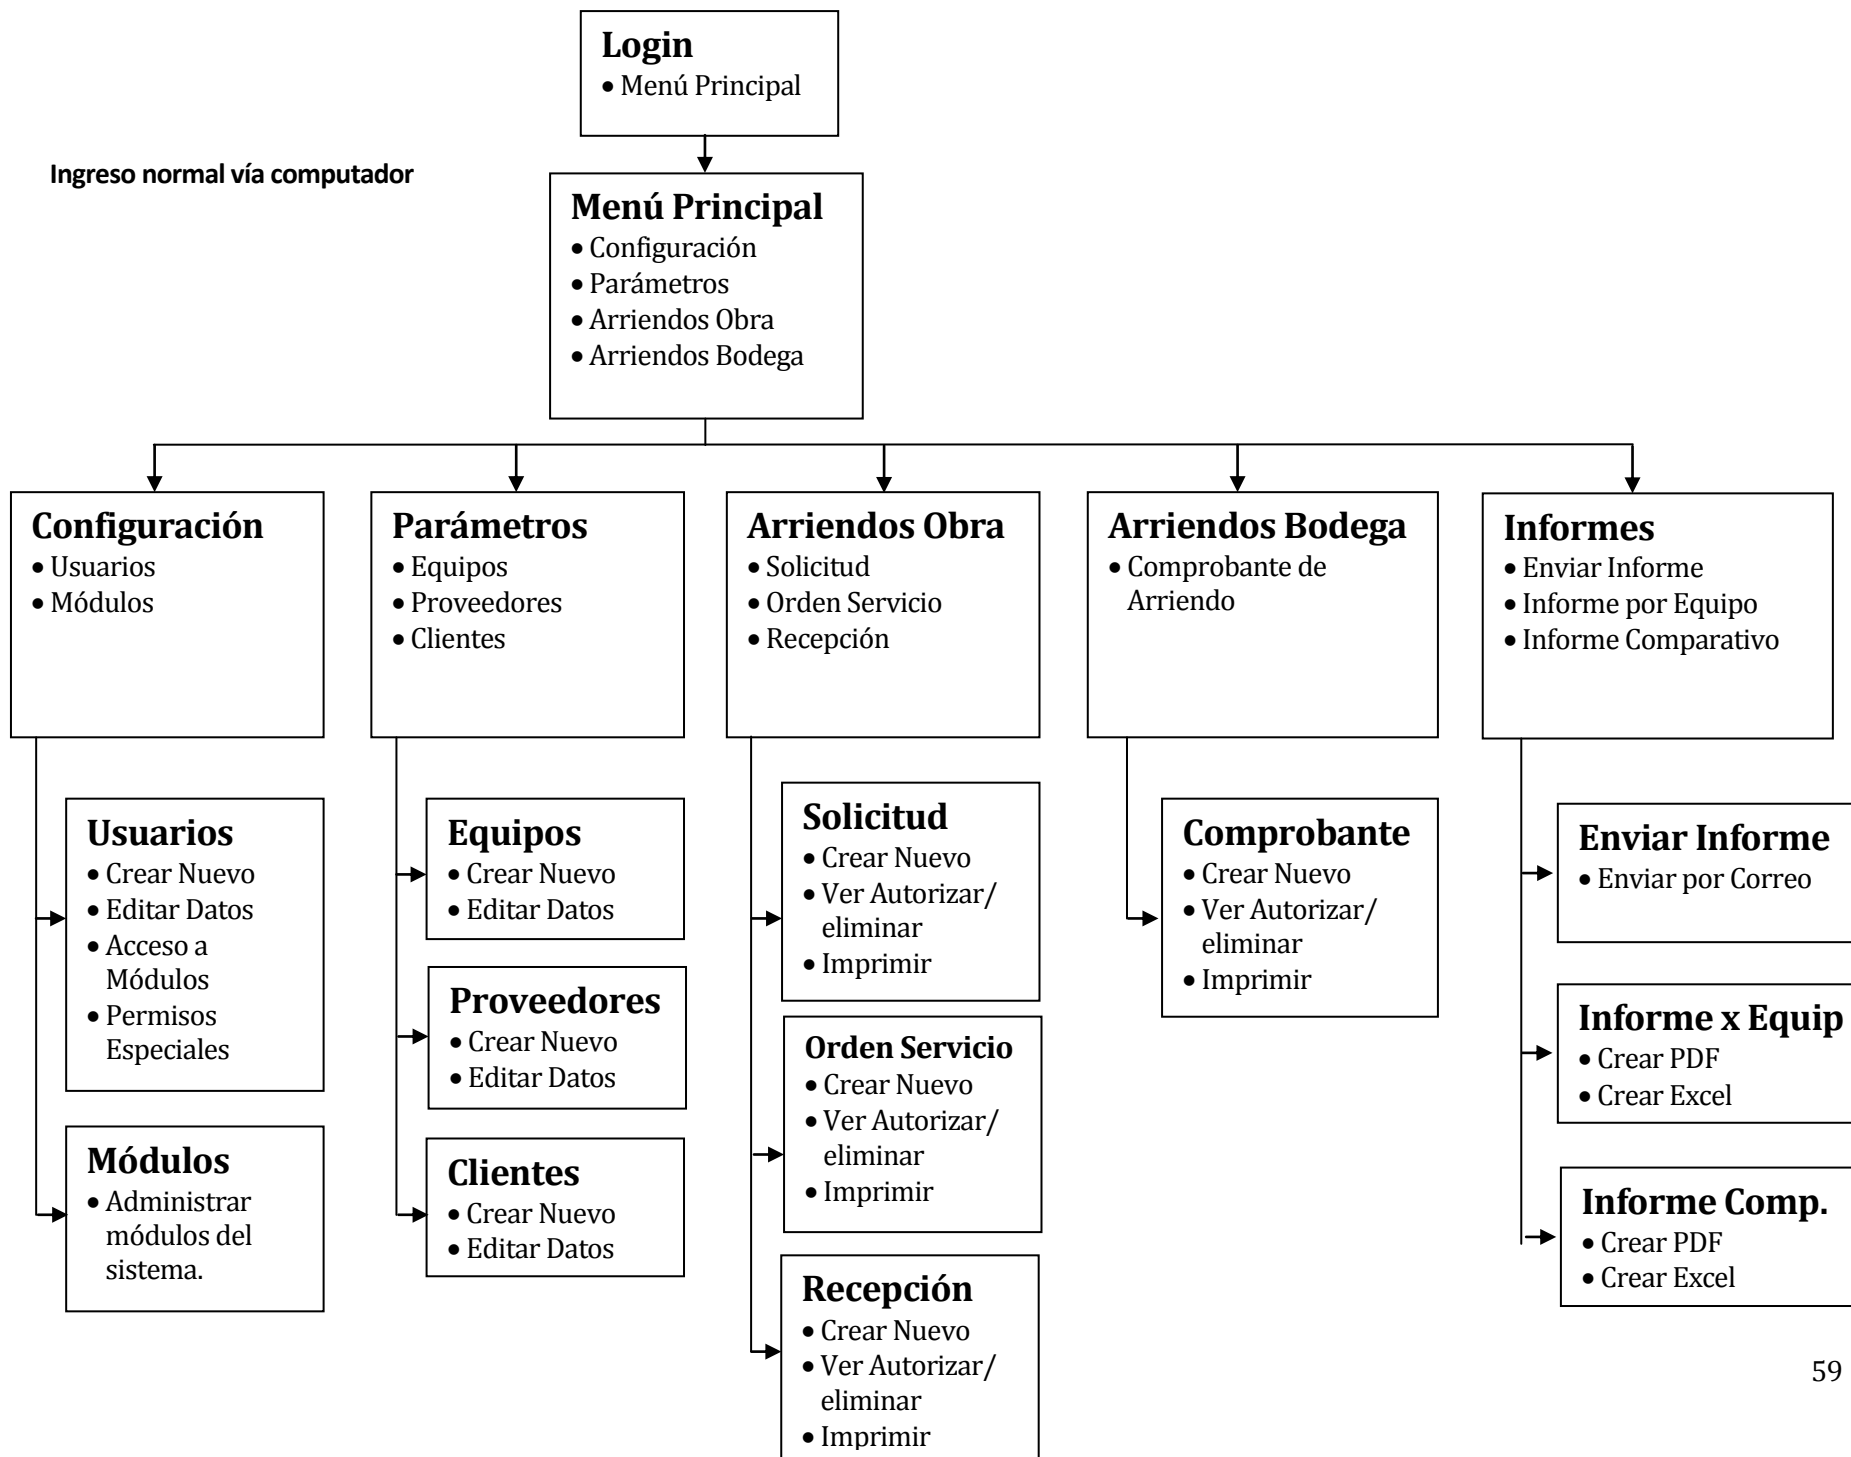 Login
• Menú Principal
Ingreso normal vía computador
Menú Principal
• Configuración
• Parámetros
• Arriendos Obra
• Arriendos Bodega
Configuración
• Usuarios
• Módulos
Parámetros
• Equipos
• Proveedores
• Clientes
Arriendos Obra
• Solicitud
• Orden Servicio
• Recepción
Arriendos Bodega
• Comprobante de
Arriendo
Informes
• Enviar Informe
• Informe por Equipo
• Informe Comparativo
Usuarios
• Crear Nuevo
• Editar Datos
• Acceso a
Módulos
• Permisos
Especiales
Módulos
• Administrar
módulos del
sistema.
Equipos
• Crear Nuevo
• Editar Datos
Proveedores
• Crear Nuevo
• Editar Datos
Clientes
• Crear Nuevo
• Editar Datos
Solicitud
• Crear Nuevo
• Ver Autorizar/
eliminar
• Imprimir
Orden Servicio
• Crear Nuevo
• Ver Autorizar/
eliminar
• Imprimir
Recepción
• Crear Nuevo
• Ver Autorizar/
eliminar
• Imprimir
Comprobante
• Crear Nuevo
• Ver Autorizar/
eliminar
• Imprimir
Enviar Informe
• Enviar por Correo
Informe x Equip
• Crear PDF
• Crear Excel
Informe Comp.
• Crear PDF
• Crear Excel
59